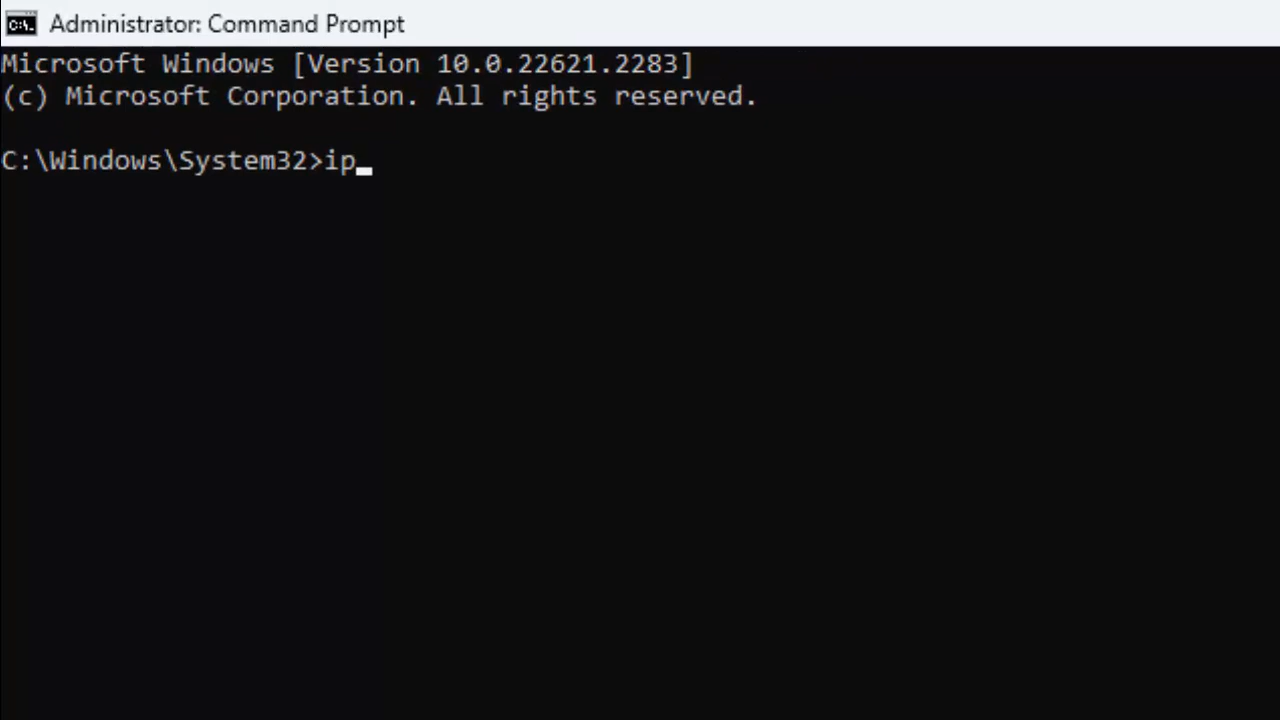 Administrator: Command Prompt
Microsoft Windows [Version 10.0.22621.2283]
(c) Microsoft Corporation. All rights reserved.
C:\Windows\System32>ip